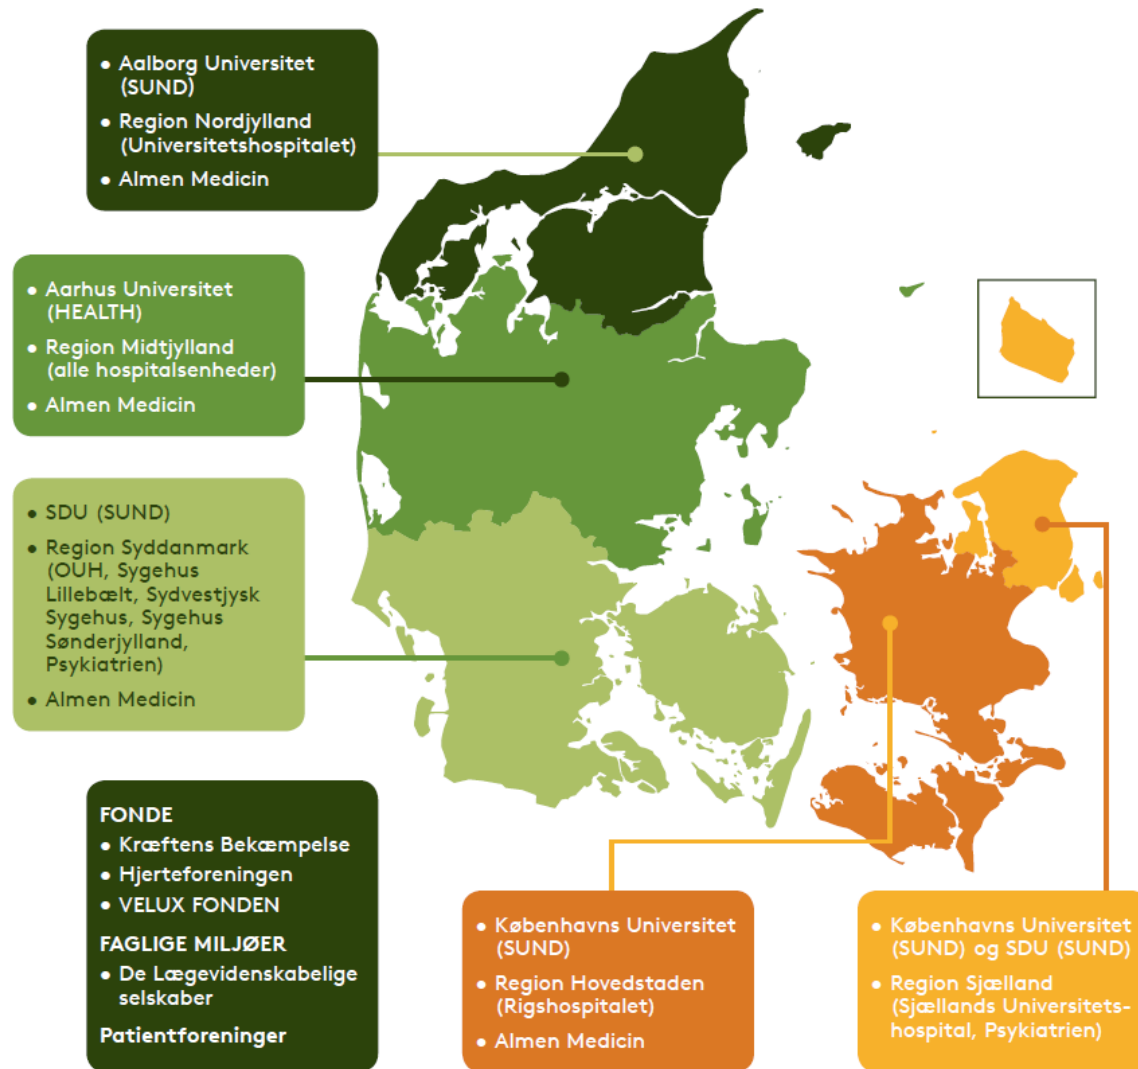 • Aalborg Universitet
(SUND)
• Region Nordjylland
(Universitetshospitalet)
• Almen Medicin
• Aarhus Universitet
(HEALTH)
• Region Midtjylland
(alle hospitalsenheder)
• Almen Medicin
• SDU (SUND)
• Region Syddanmark
(OUH, Sygehus
Lillebælt, Sydvestjysk
Sygehus, Sygehus
Sønderjylland,
Psykiatrien)
• Almen Medicin
FONDE
• Kræftens Bekæmpelse
• Hjerteforeningen
• VELUX FONDEN
FAGLIGE MILJØER
• De Lægevidenskabelige
selskaber
Patientforeninger
• Københavns Universitet
(SUND)
• Region Hovedstaden
(Rigshospitalet)
• Almen Medicin
• Københavns Universitet
(SUND) og SDU (SUND)
• Region Sjælland
(Sjællands Universitets-
hospital, Psykiatrien)